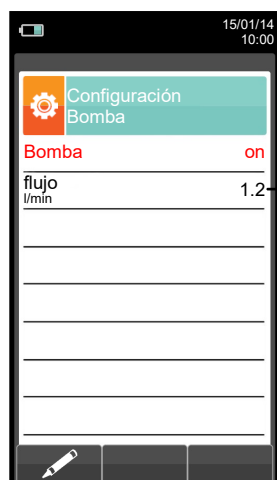 15/01/14
10:00
Configuración
Bomba
Bomba on
flujo 1.2
l/min